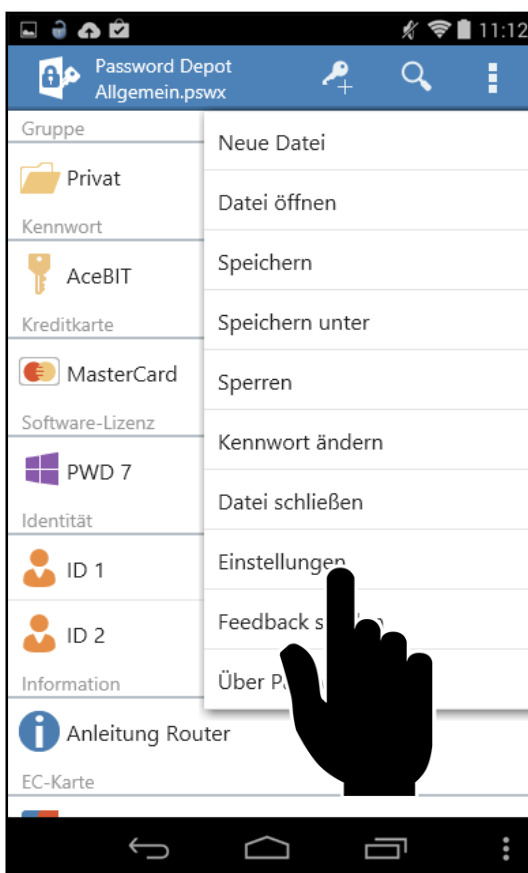 11:12
Password Depot
Allgemein.pswx
Gruppe
Privat
Kennwort
AceBIT
Kreditkarte
MasterCard
Software-Lizenz
PWD 7
Identität
ID 1
ID 2
Information
Anleitung Router
EC-Karte
Neue Datei
Datei öffnen
Speichern
Speichern unter
Sperren
Kennwort ändern
Datei schließen
Einstellungen
Feedback
Über